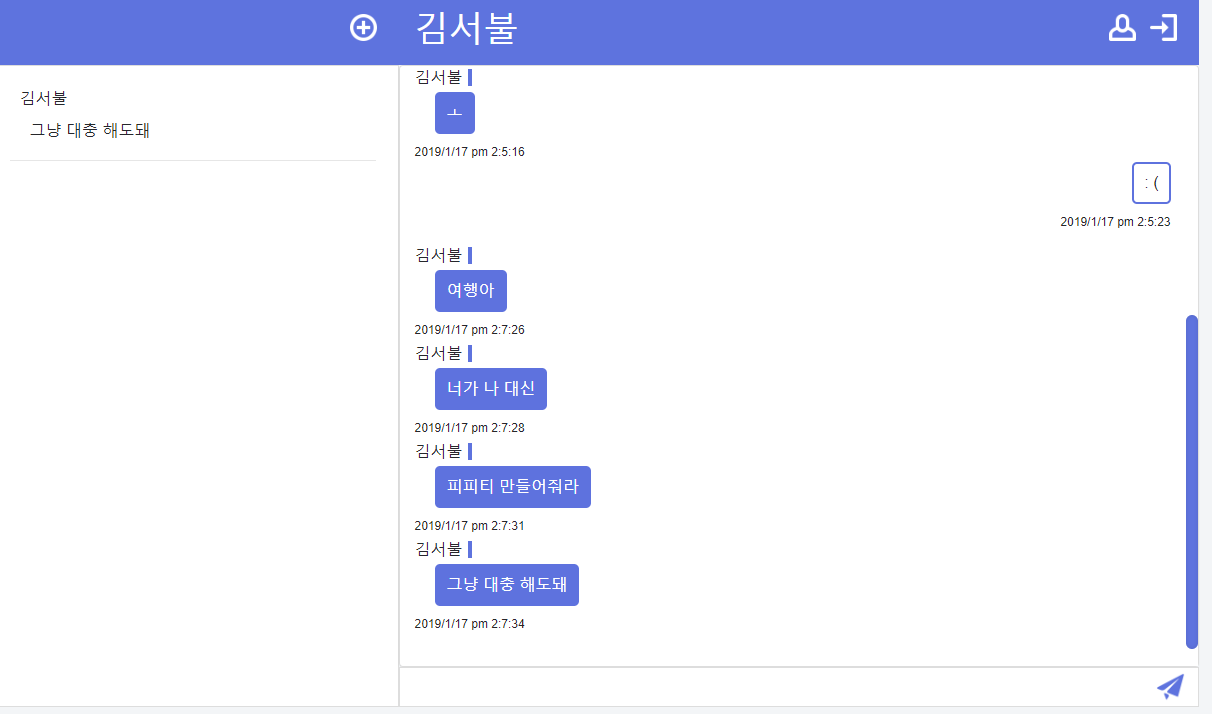 김서불
김서불
그냥 대충 해도돼
김서불
ㅗ
2019/1/17 pm 2:5:16
: (
2019/1/17 pm 2:5:23
김서불
여행아
2019/1/17 pm 2:7:26
김서불
너가 나 대신
2019/1/17 pm 2:7:28
김서불
피피티 만들어줘라
2019/1/17 pm 2:7:31
김서불
그냥 대충 해도돼
2019/1/17 pm 2:7:34